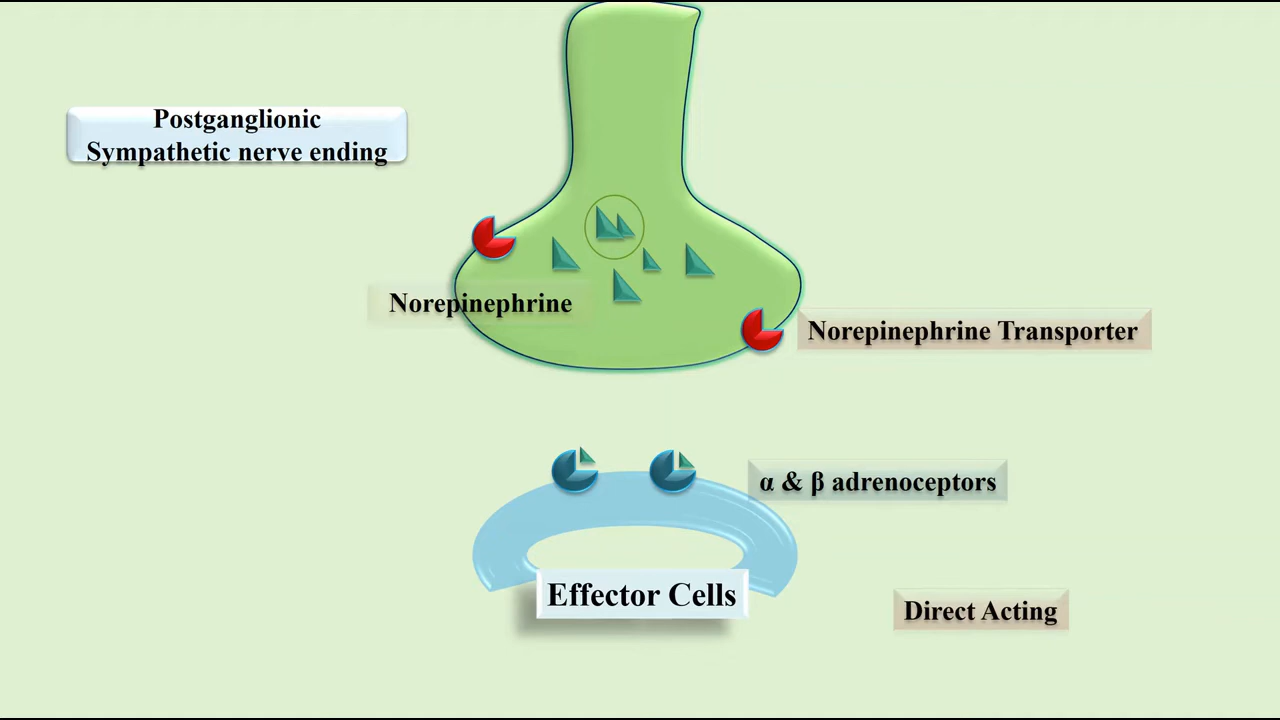 Postganglionic
Sympathetic nerve ending
Norepinephrine
Norepinephrine Transporter
α & β adrenoceptors
Effector Cells
Direct Acting